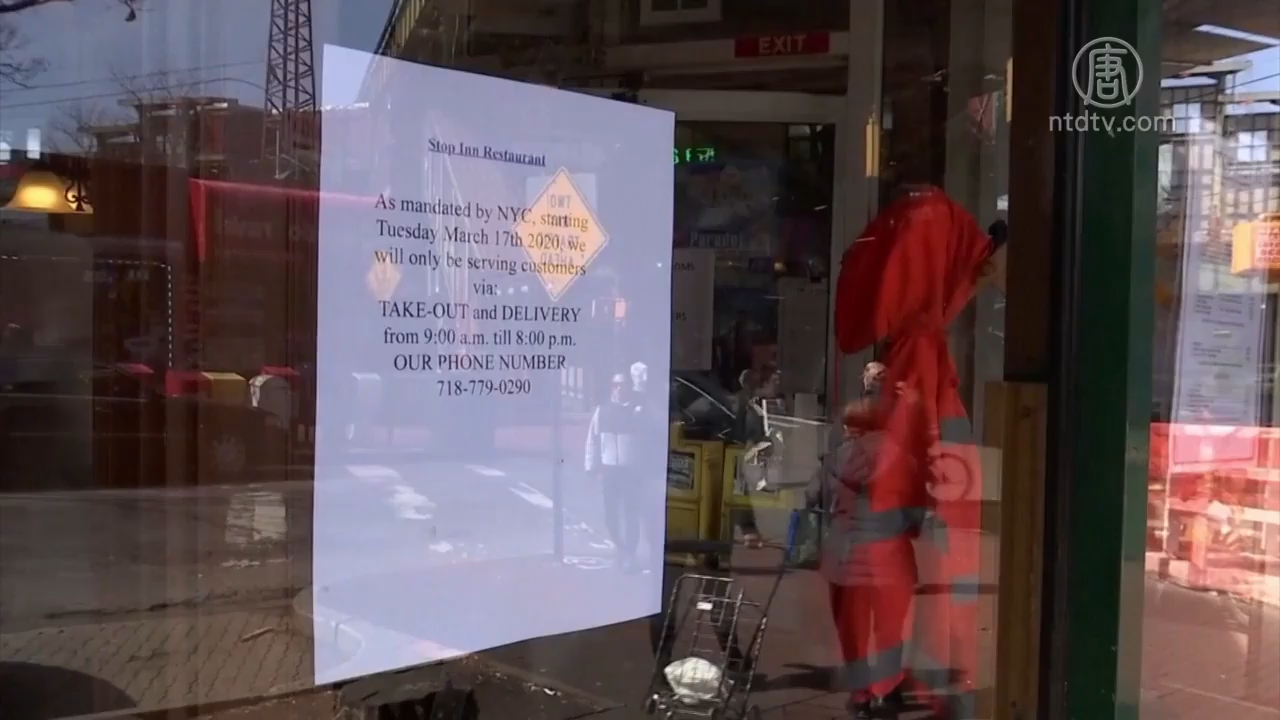 EXIT
唐
ntdtv.com
Stop Inn Restaurant
As mandated by NYC, starting
Tuesday March 17th 2020, we
will only be serving customers
via:
TAKE-OUT and DELIVERY
from 9:00 a.m. till 8:00 p.m.
OUR PHONE NUMBER
718-779-0290